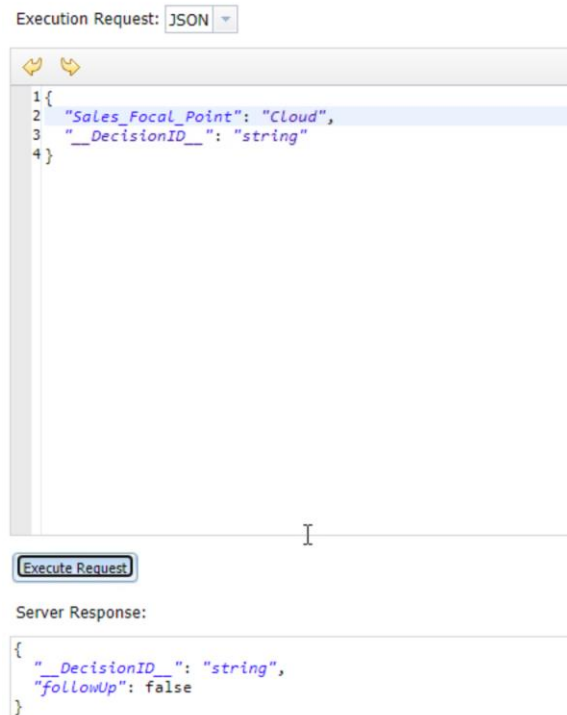 Execution Request: JSON
1 {
2 "Sales_Focal_Point": "Cloud",
3 "__DecisionID__": "string"
4 }
Execute Request
Server Response:
{
"__DecisionID__": "string",
"followUp": false
}